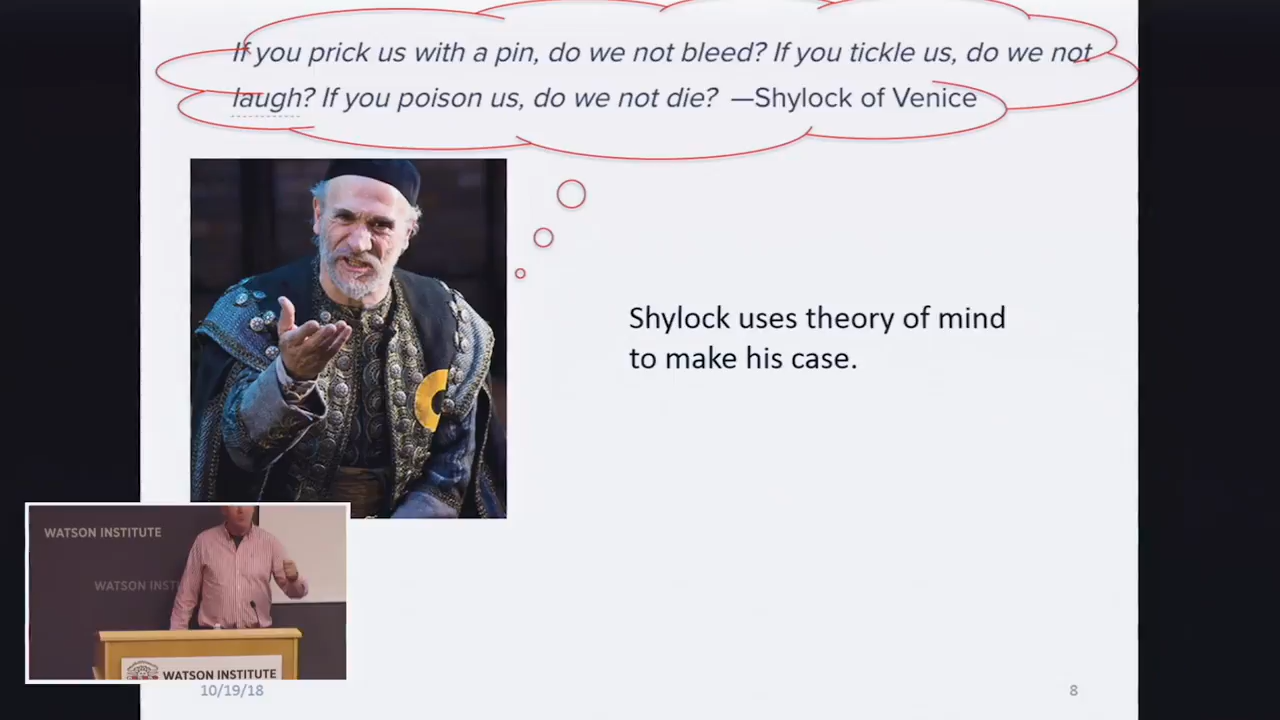 If you prick us with a pin, do we not bleed? If you tickle us, do we not
laugh? If you poison us, do we not die? —Shylock of Venice
Shylock uses theory of mind
to make his case.
WATSON INSTITUTE
WATSON INST
WATSON INSTITUTE
10/19/18
8